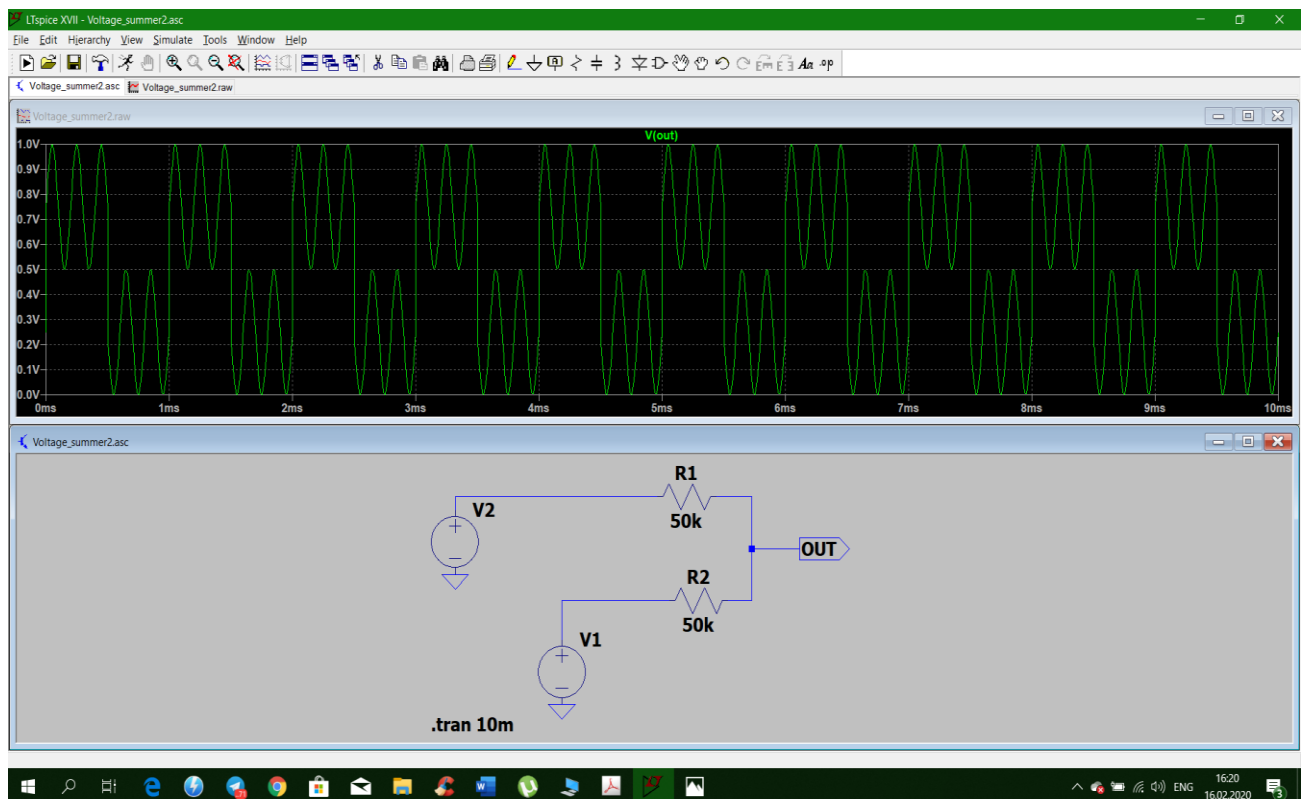 LTspice XVII - Voltage_summer2.asc
File Edit Hierarchy View Simulate Tools Window Help
Voltage_summer2.asc Voltage_summer2.raw
Voltage_summer2.raw
V(out)
1.0V
0.9V
0.8V
0.7V
0.6V
0.5V
0.4V
0.3V
0.2V
0.1V
0.0V
0ms 1ms 2ms 3ms 4ms 5ms 6ms 7ms 8ms 9ms 10ms
Voltage_summer2.asc
R1
V2
50k
OUT
R2
50k
V1
.tran 10m
ENG
16:20
16.02.2020